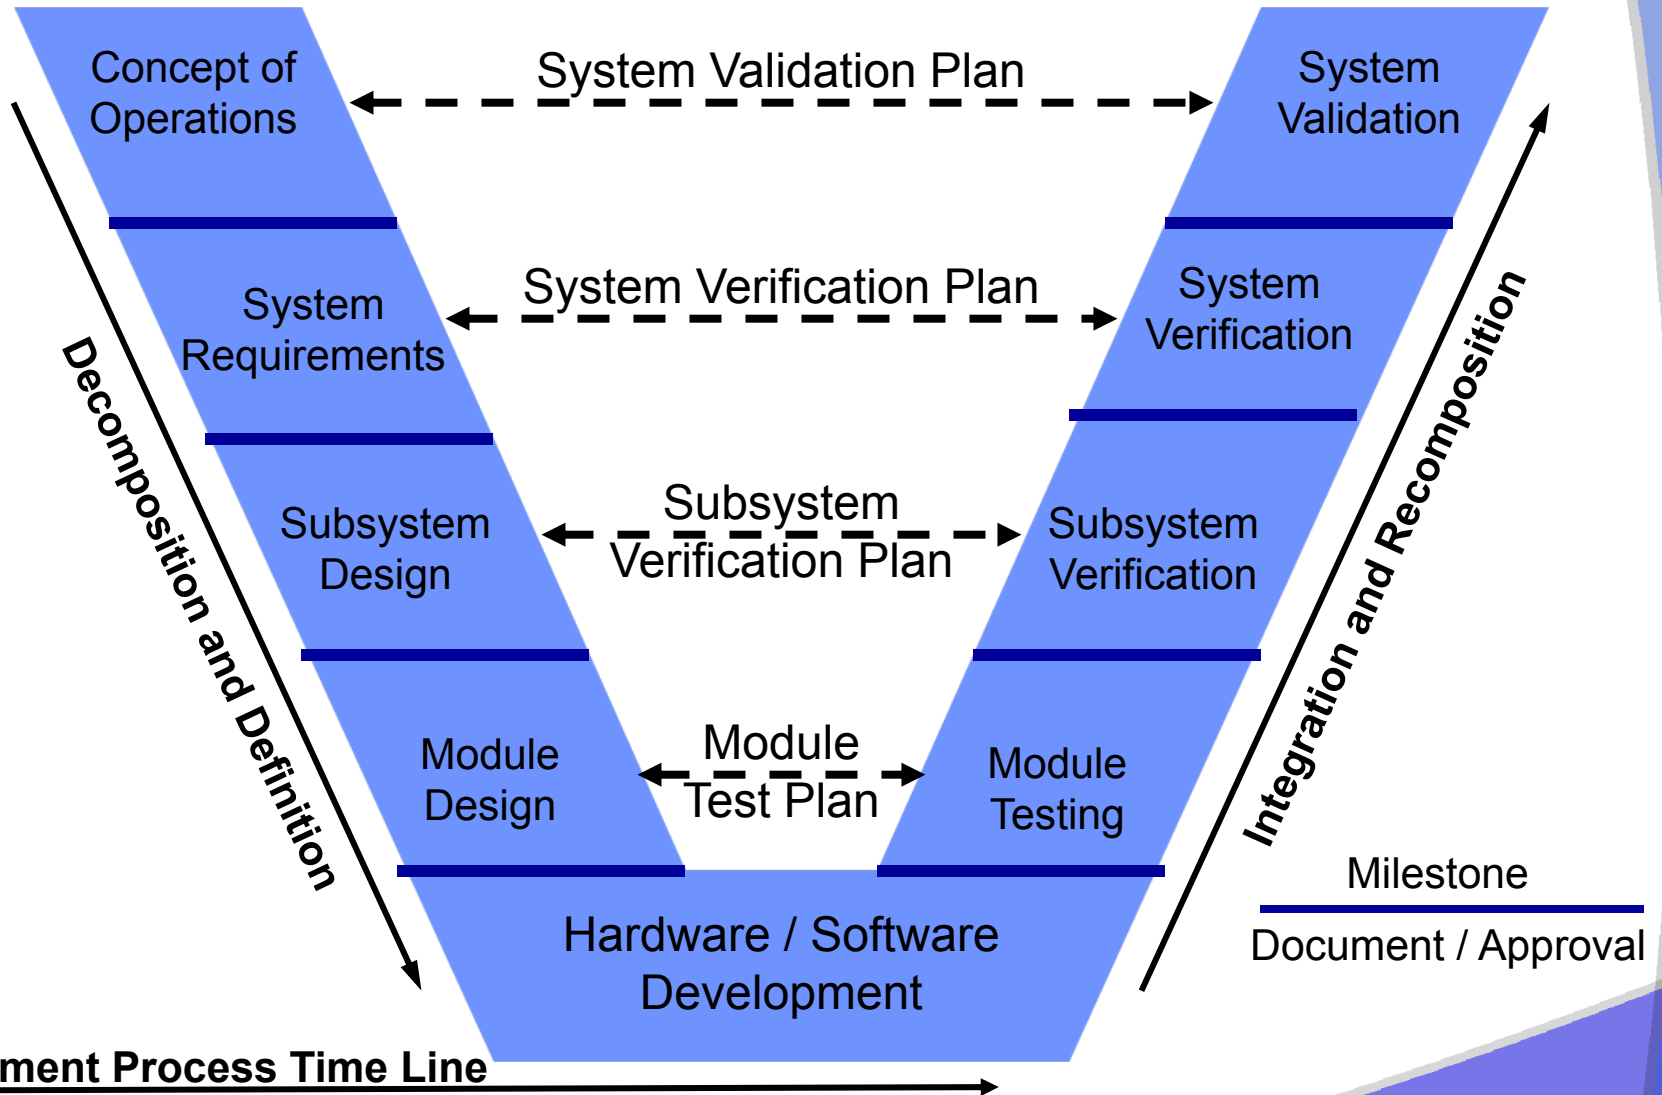 Concept of
Operations
System Validation Plan
System
Validation
System
Requirements
System Verification Plan
System
Verification
Decomposition and Definition
Integration and Recomposition
Subsystem
Design
Subsystem
Verification Plan
Subsystem
Verification
Module
Design
Module
Test Plan
Module
Testing
Milestone
Document / Approval
Hardware / Software
Development
ment Process Time Line